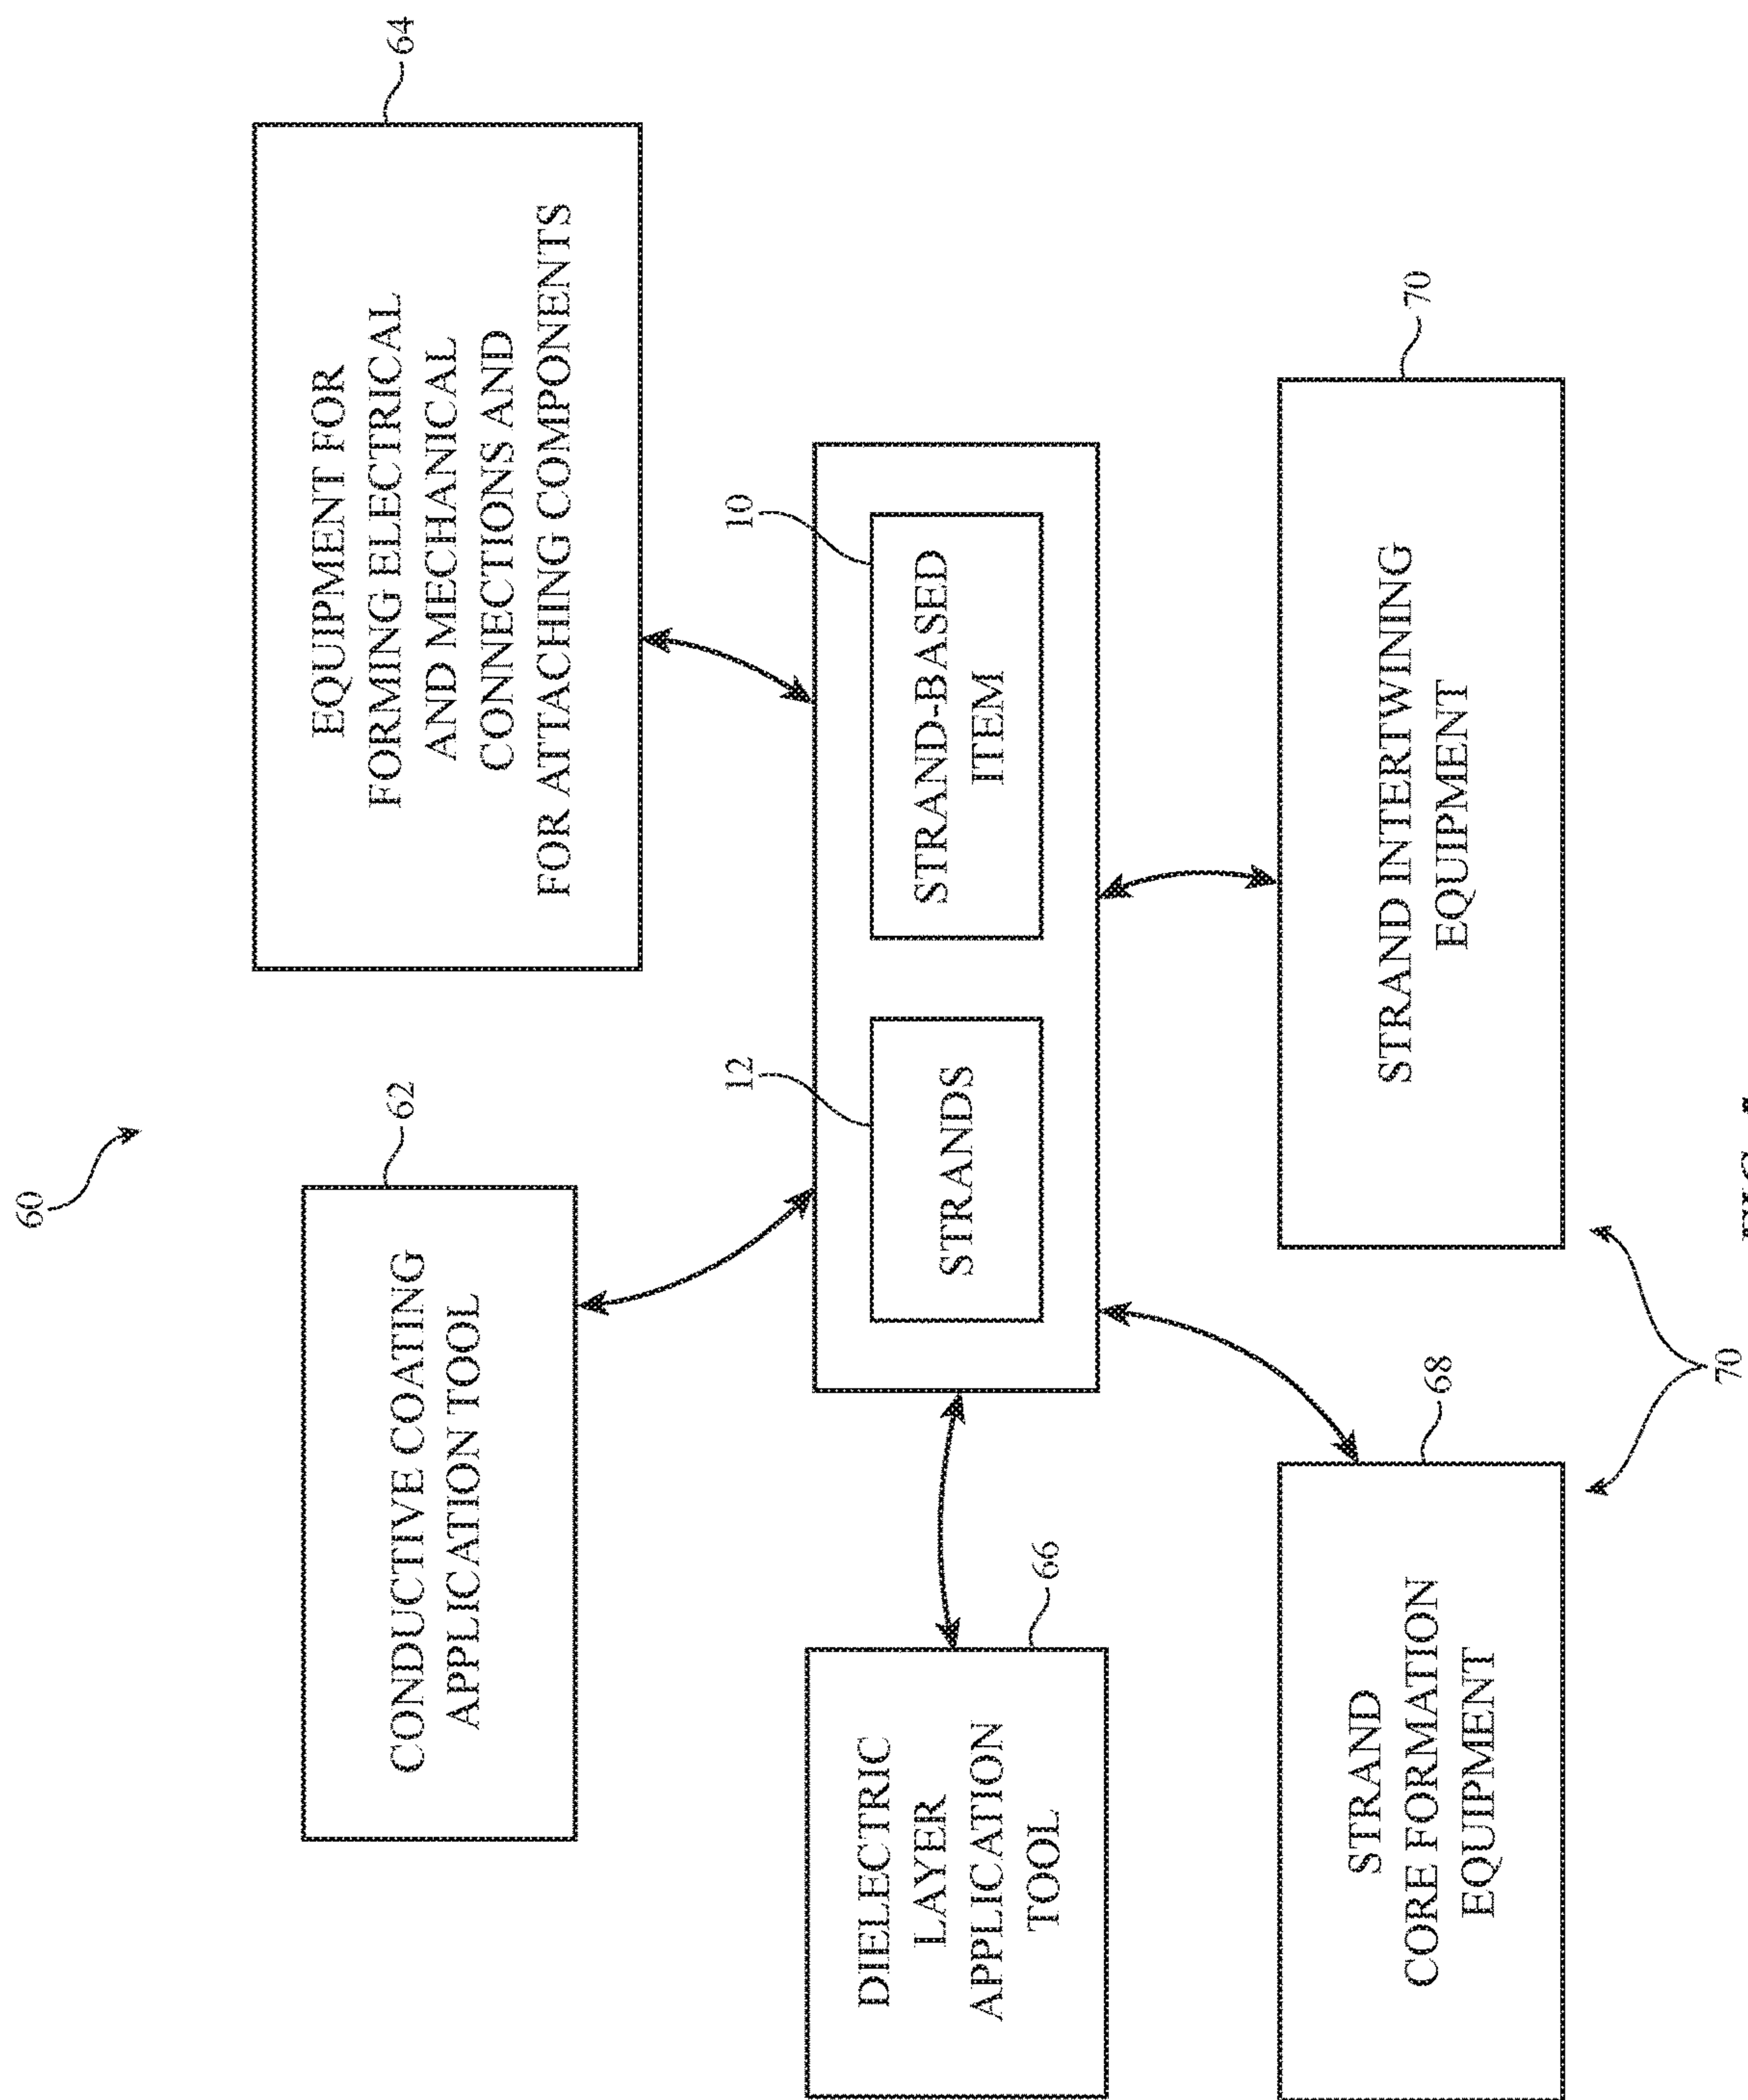 60
62
CONDUCTIVE COATING
APPLICATION TOOL
64
EQUIPMENT FOR
FORMING ELECTRICAL
AND MECHANICAL
CONNECTIONS AND
FOR ATTACHING COMPONENTS
66
DIELECTRIC
LAYER
APPLICATION
TOOL
12
STRANDS
10
STRAND-BASED
ITEM
68
STRAND
CORE FORMATION
EQUIPMENT
70
STRAND INTERTWINING
EQUIPMENT
70